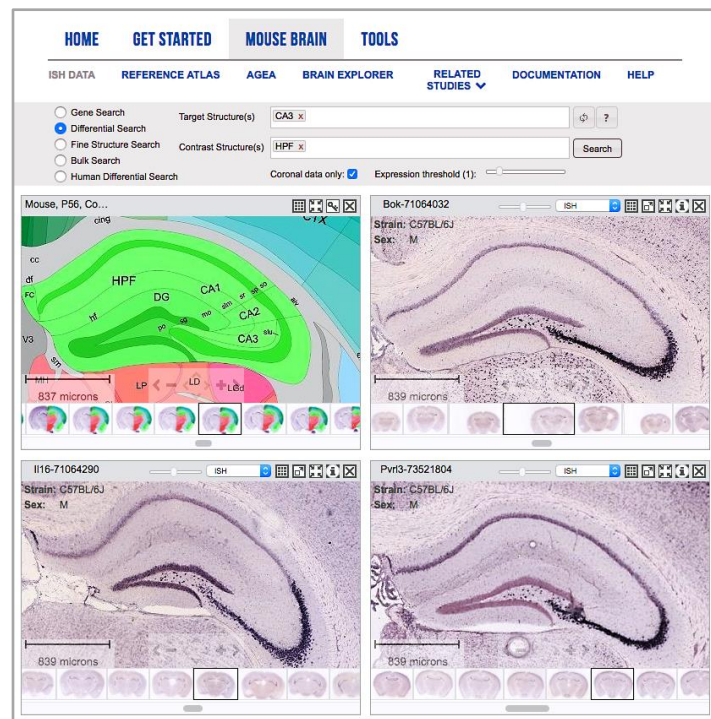 HOME GET STARTED MOUSE BRAIN TOOLS
ISH DATA REFERENCE ATLAS AGEA BRAIN EXPLORER RELATED STUDIES DOCUMENTATION HELP
Gene Search
Differential Search
Fine Structure Search
Bulk Search
Human Differential Search
Target Structure(s) CA3 x ?
Contrast Structure(s) HPF x Search
Coronal data only: Expression threshold (1):
Mouse, P56, Co...
cing
CTX
cc
df
FC
HPF
CA1
DG
slm sr sp so
alv
mo
CA2
hf
po
sg
CA3
slu
V3
sm
MH
LP
LD
LGd
837 microns
Bok-71064032 ISH
Strain: C57BL/6J
Sex: M
839 microns
Il16-71064290 ISH
Strain: C57BL/6J
Sex: M
839 microns
Pvrl3-73521804 ISH
Strain: C57BL/6J
Sex: M
839 microns